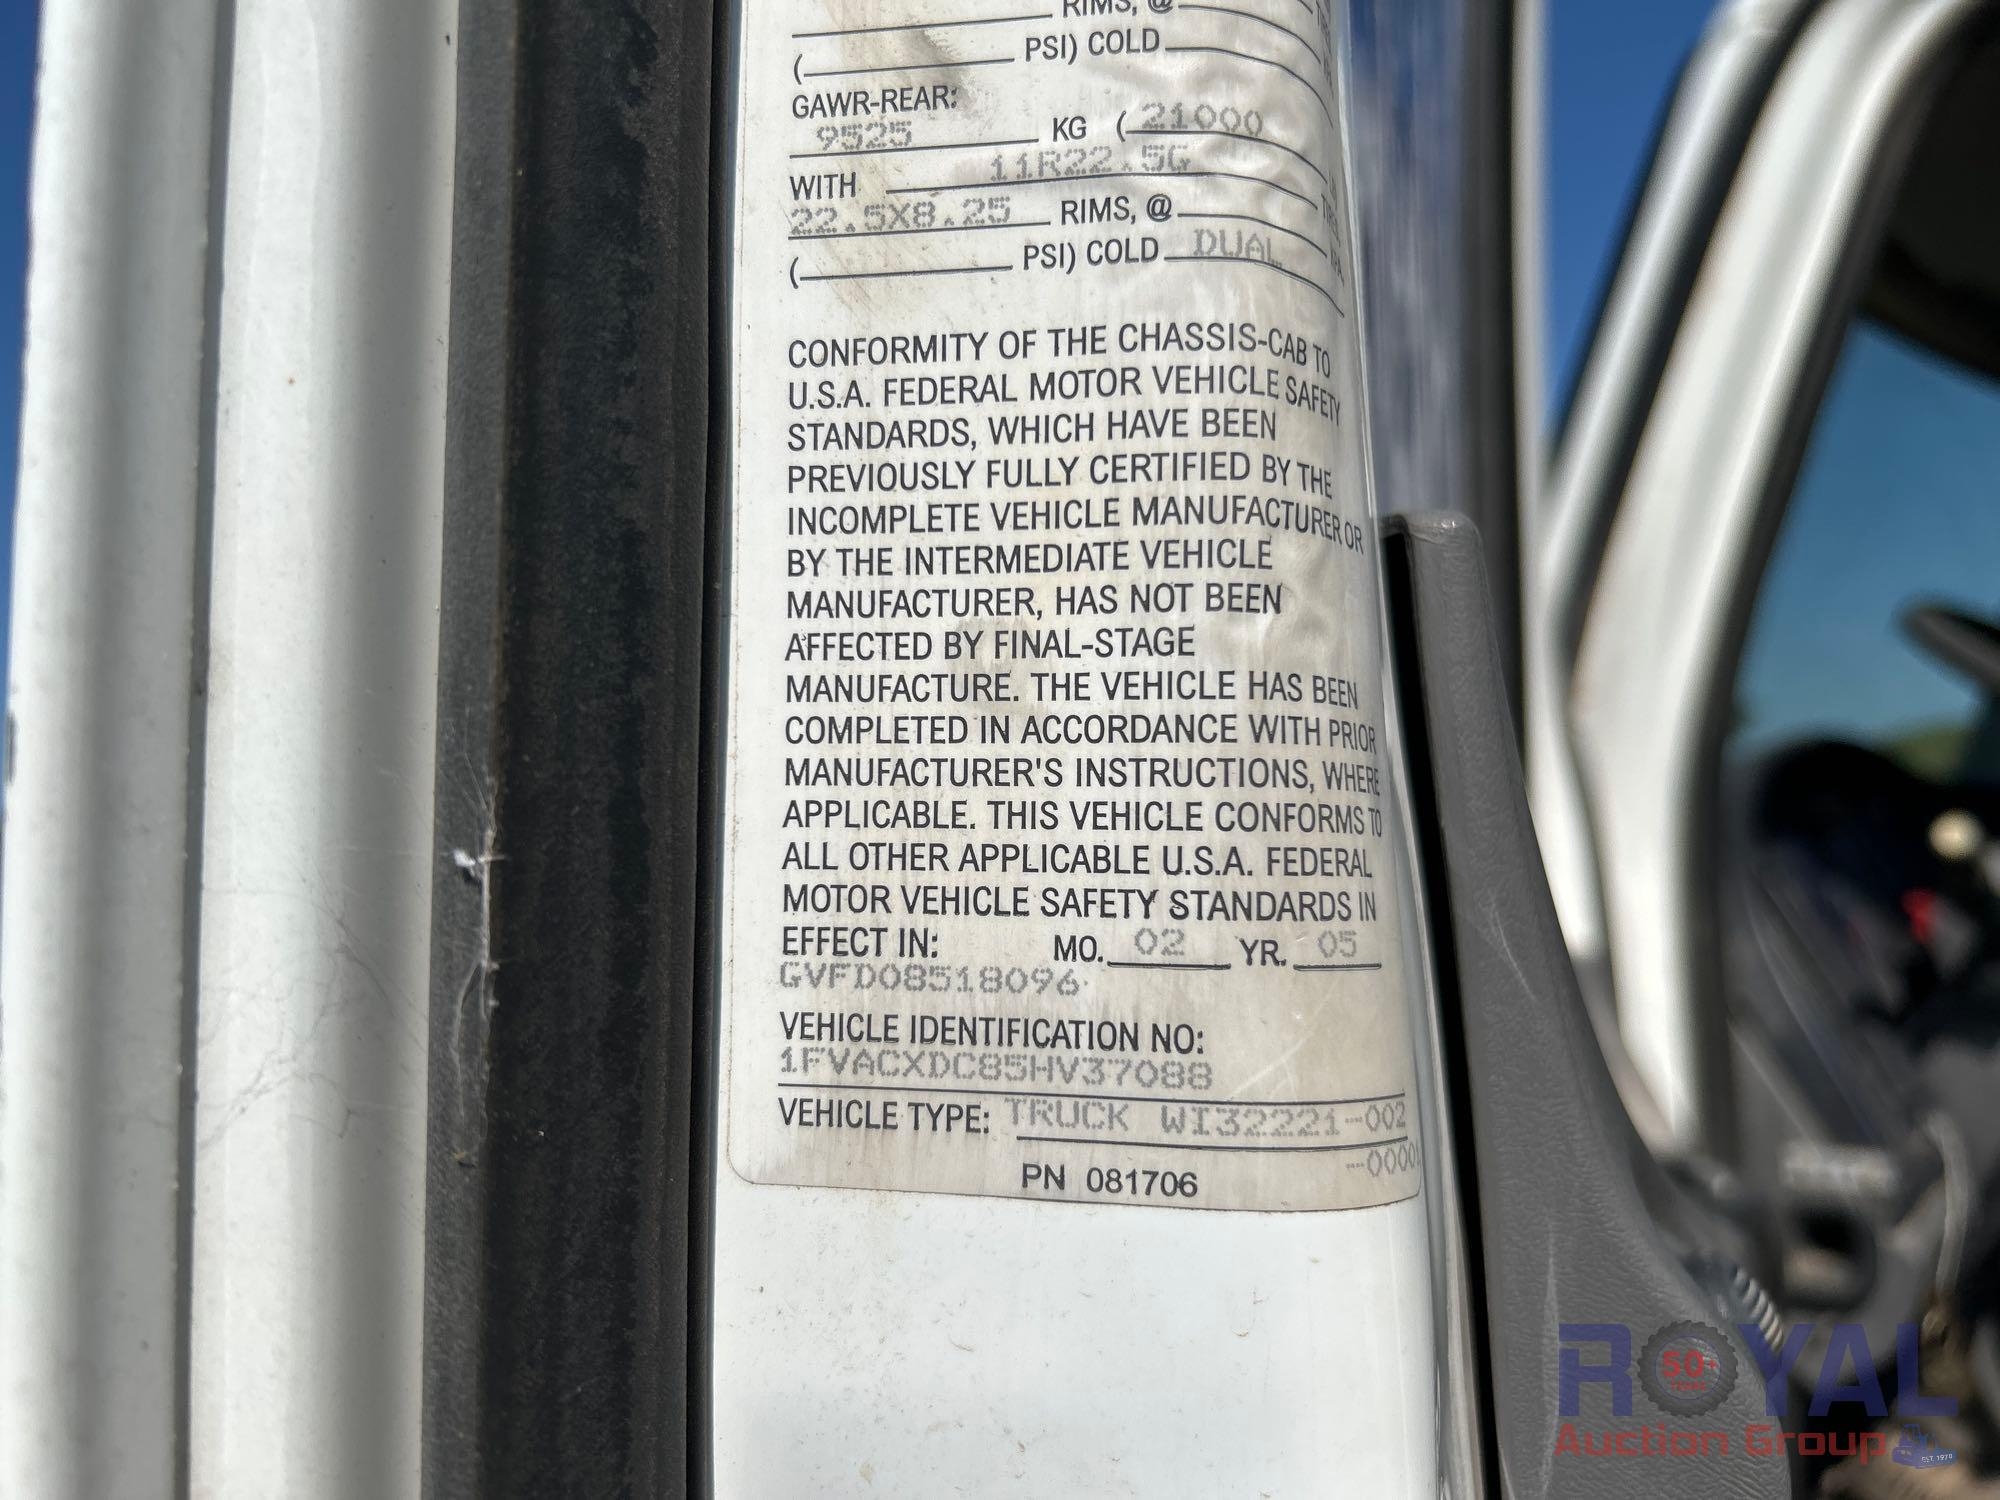 RIMS, @
( PSI) COLD
GAWR-REAR:
9525 KG ( 21000
WITH 11R22.5G
22.5X8.25 RIMS, @
( PSI) COLD DUAL
CONFORMITY OF THE CHASSIS-CAB TO
U.S.A. FEDERAL MOTOR VEHICLE SAFETY
STANDARDS, WHICH HAVE BEEN
PREVIOUSLY FULLY CERTIFIED BY THE
INCOMPLETE VEHICLE MANUFACTURER OR
BY THE INTERMEDIATE VEHICLE
MANUFACTURER, HAS NOT BEEN
AFFECTED BY FINAL-STAGE
MANUFACTURE. THE VEHICLE HAS BEEN
COMPLETED IN ACCORDANCE WITH PRIOR
MANUFACTURER'S INSTRUCTIONS, WHERE
APPLICABLE. THIS VEHICLE CONFORMS TO
ALL OTHER APPLICABLE U.S.A. FEDERAL
MOTOR VEHICLE SAFETY STANDARDS IN
EFFECT IN: MO. 02 YR. 05
GVFD08518096
VEHICLE IDENTIFICATION NO:
1FVACXDC85HV37088
VEHICLE TYPE: TRUCK WI32221-002
PN 081706
ROYAL
50+
Auction Group
EST. 1970